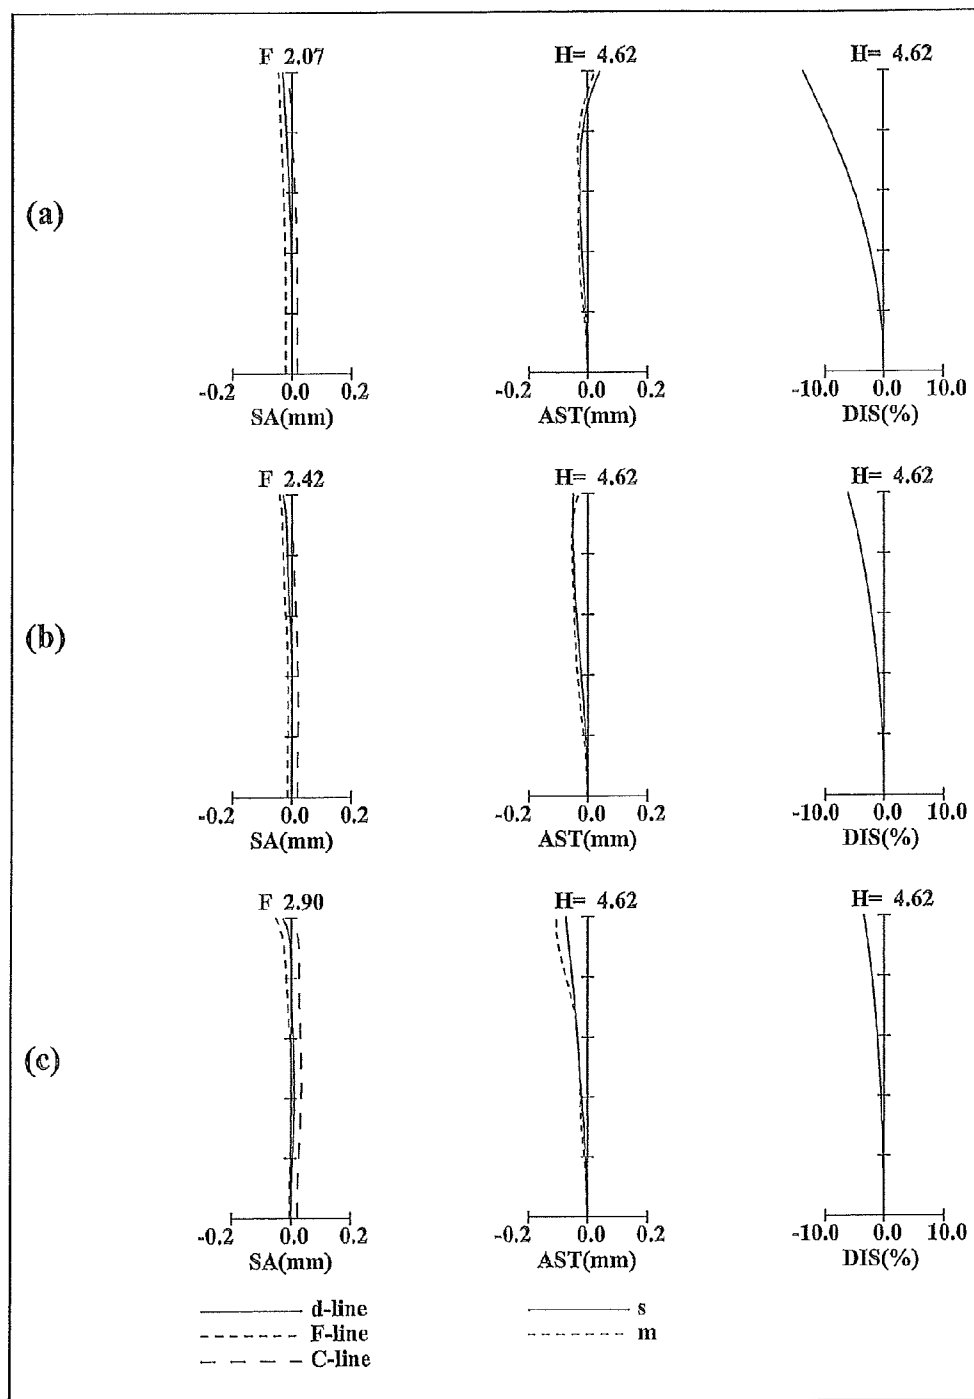 F 2.07 H= 4.62 H= 4.62
(a)
-0.2 0.0 0.2 -0.2 0.0 0.2 -10.0 0.0 10.0
SA(mm) AST(mm) DIS(%)
F 2.42 H= 4.62 H= 4.62
(b)
-0.2 0.0 0.2 -0.2 0.0 0.2 -10.0 0.0 10.0
SA(mm) AST(mm) DIS(%)
F 2.90 H= 4.62 H= 4.62
(c)
-0.2 0.0 0.2 -0.2 0.0 0.2 -10.0 0.0 10.0
SA(mm) AST(mm) DIS(%)
d-line s
F-line m
C-line